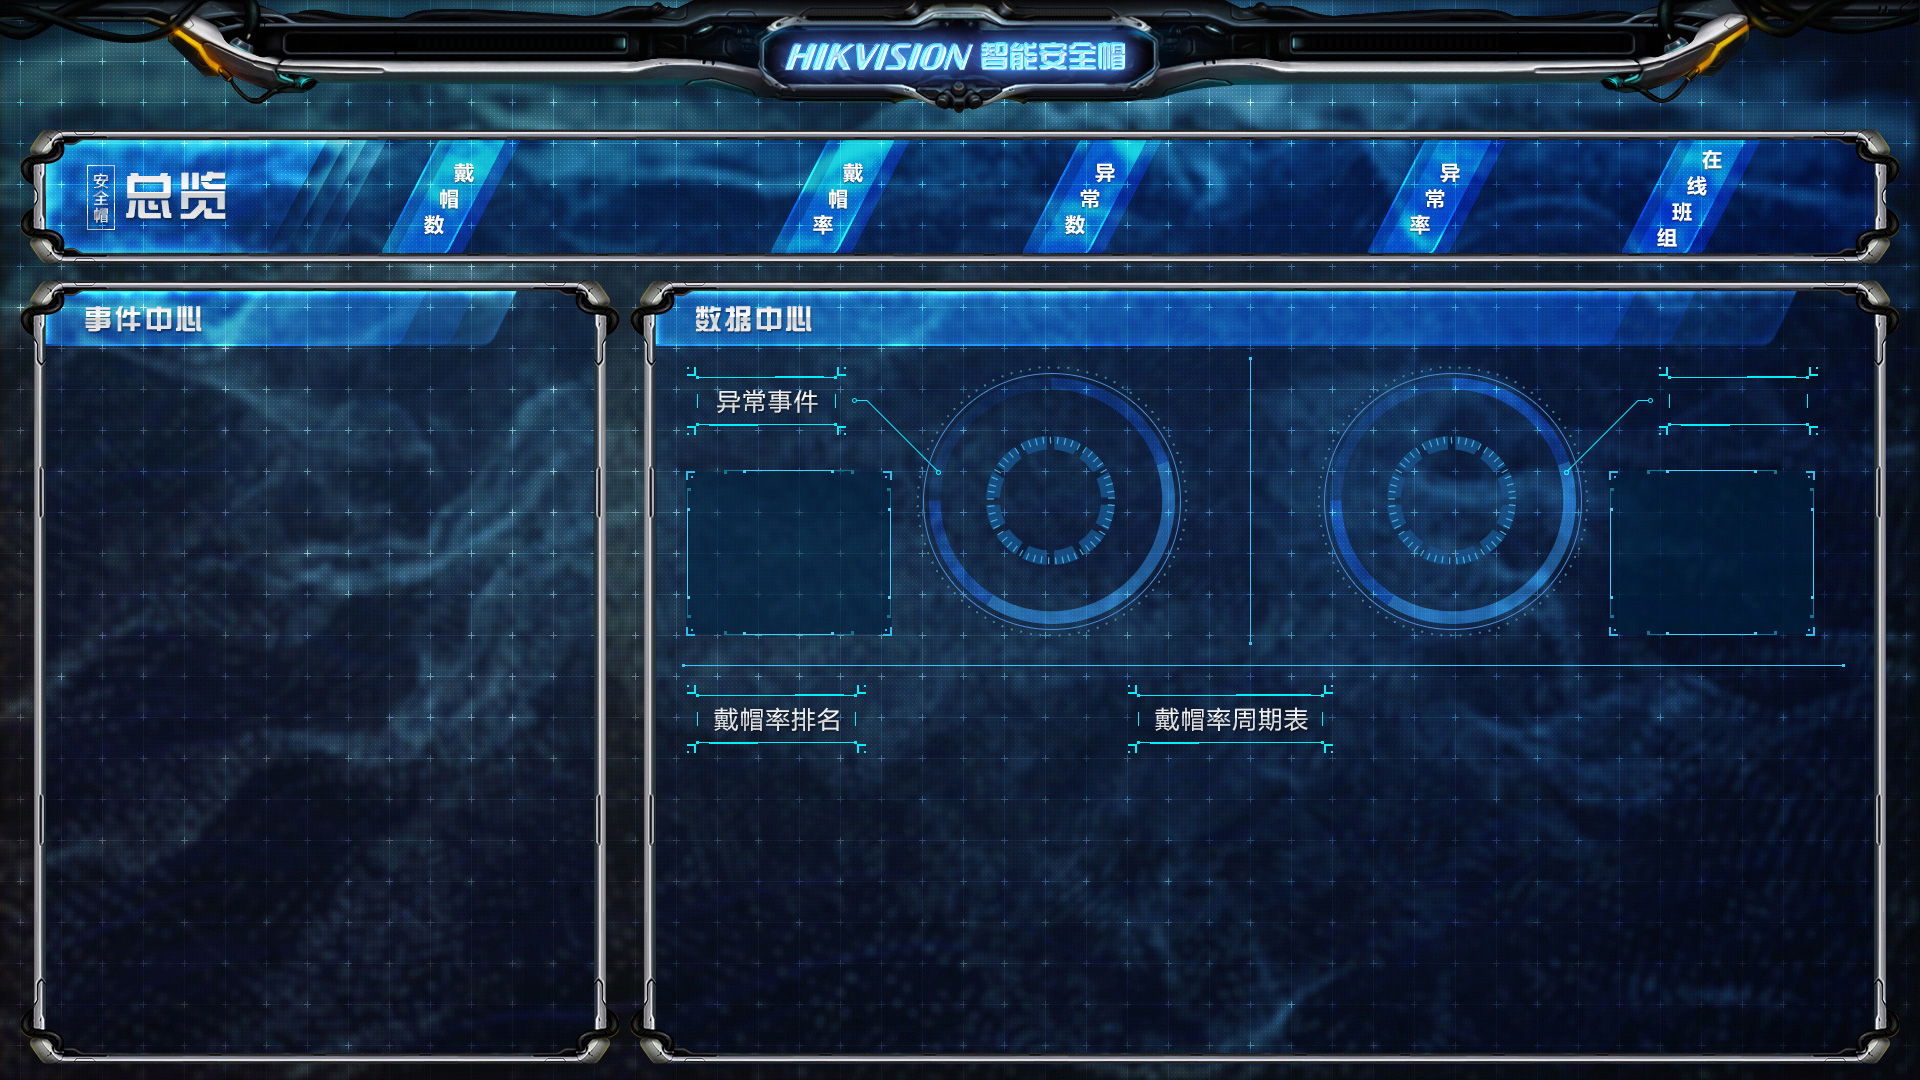 HIKVISION 智能安全帽
安全帽
总览
戴帽数
戴帽率
异常数
异常率
在线班组
事件中心
数据中心
异常事件
戴帽率排名
戴帽率周期表